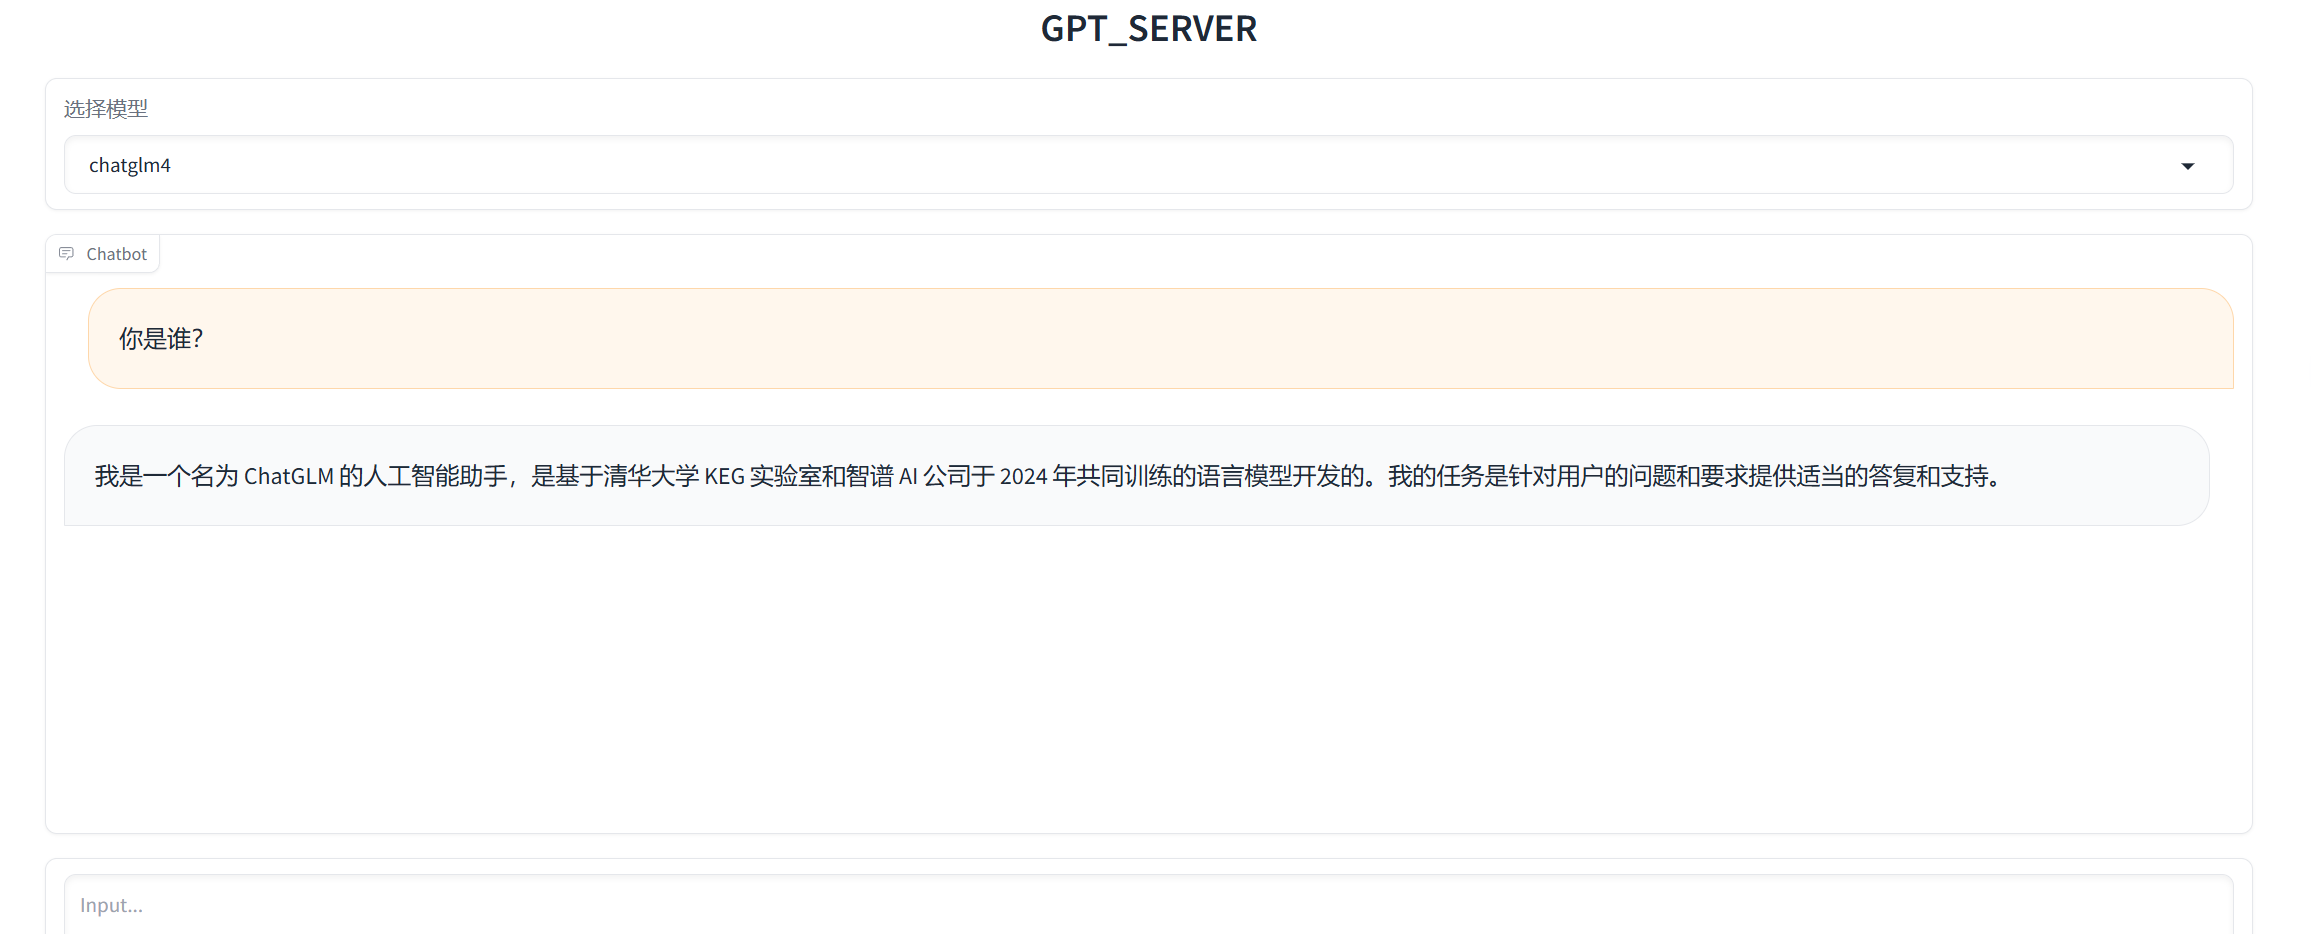 GPT_SERVER
选择模型
chatglm4
Chatbot
你是谁？
我是一个名为 ChatGLM 的人工智能助手，是基于清华大学 KEG 实验室和智谱 AI 公司于 2024 年共同训练的语言模型开发的。我的任务是针对用户的问题和要求提供适当的答复和支持。
Input...